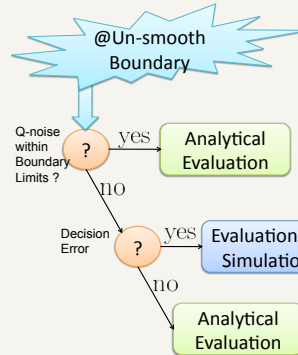 @Un-smooth
Boundary
Q-noise
within
Boundary
Limits ?
?
yes
Analytical
Evaluation
no
Decision
Error
?
yes
Evaluation
Simulatio
no
Analytical
Evaluation